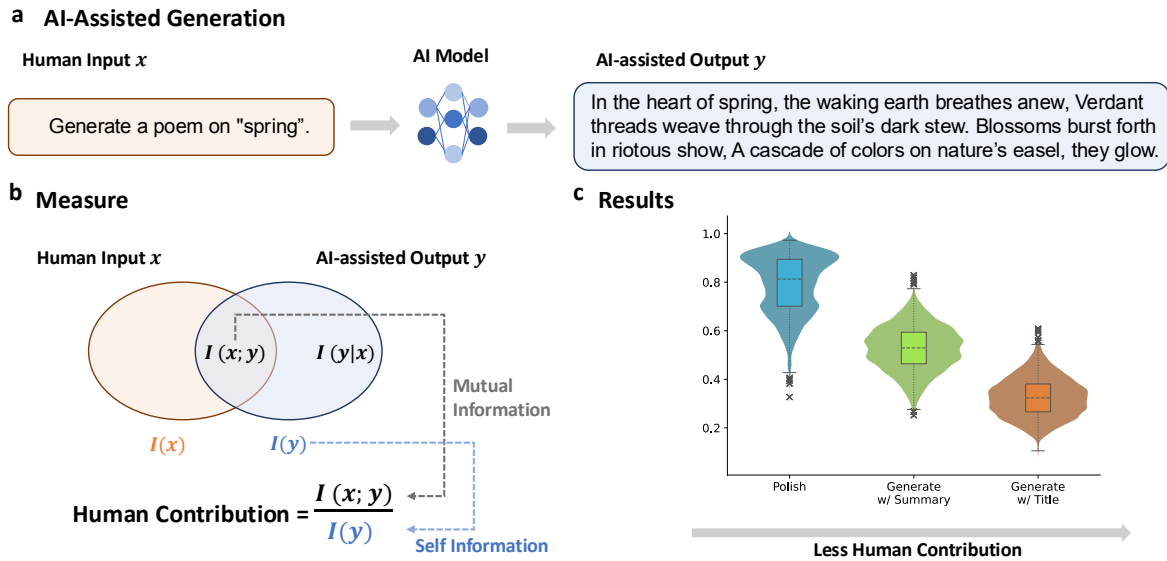 a AI-Assisted Generation
Human Input x
AI Model
AI-assisted Output y
Generate a poem on "spring”.
In the heart of spring, the waking earth breathes anew, Verdant
threads weave through the soil’s dark stew. Blossoms burst forth
in riotous show, A cascade of colors on nature’s easel, they glow.
b Measure
Human Input x
AI-assisted Output y
I (x; y)
I (y|x)
Mutual
Information
I(x)
I(y)
Human Contribution = I (x; y) / I(y)
Self Information
c Results
1.0
0.8
0.6
0.4
0.2
Polish
Generate
w/ Summary
Generate
w/ Title
Less Human Contribution